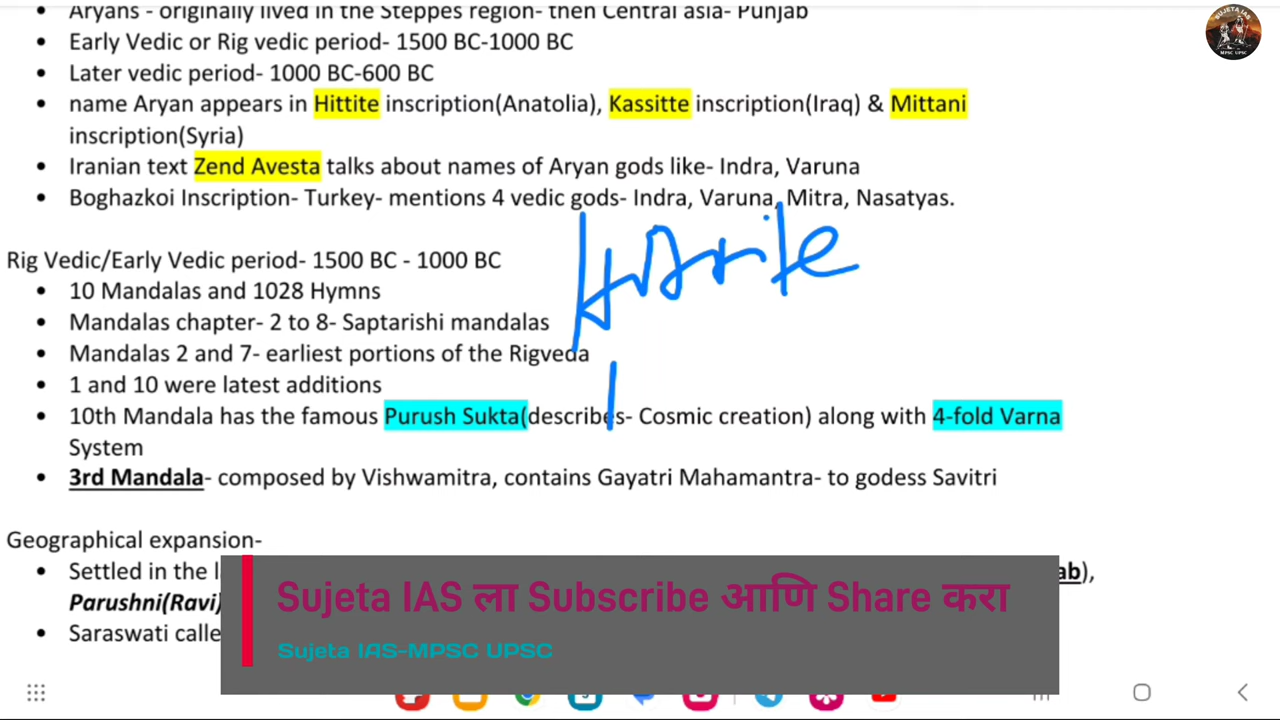 Aryans - originally lived in the Steppes region- then Central asia- Punjab
SUJETA IAS
MPSC UPSC
• Early Vedic or Rig vedic period- 1500 BC-1000 BC
• Later vedic period- 1000 BC-600 BC
• name Aryan appears in Hittite inscription(Anatolia), Kassitte inscription(Iraq) & Mittani
inscription(Syria)
• Iranian text Zend Avesta talks about names of Aryan gods like- Indra, Varuna
• Boghazkoi Inscription- Turkey- mentions 4 vedic gods- Indra, Varuna, Mitra, Nasatyas.
Rig Vedic/Early Vedic period- 1500 BC - 1000 BC
• 10 Mandalas and 1028 Hymns
• Mandalas chapter- 2 to 8- Saptarishi mandalas
• Mandalas 2 and 7- earliest portions of the Rigveda
• 1 and 10 were latest additions
• 10th Mandala has the famous Purush Sukta(describes- Cosmic creation) along with 4-fold Varna
System
• 3rd Mandala- composed by Vishwamitra, contains Gayatri Mahamantra- to godess Savitri
Geographical expansion-
• Settled in the l ab),
Parushni(Ravi)
• Saraswati calle
Sujeta IAS ला Subscribe आणि Share करा
Sujeta IAS-MPSC UPSC